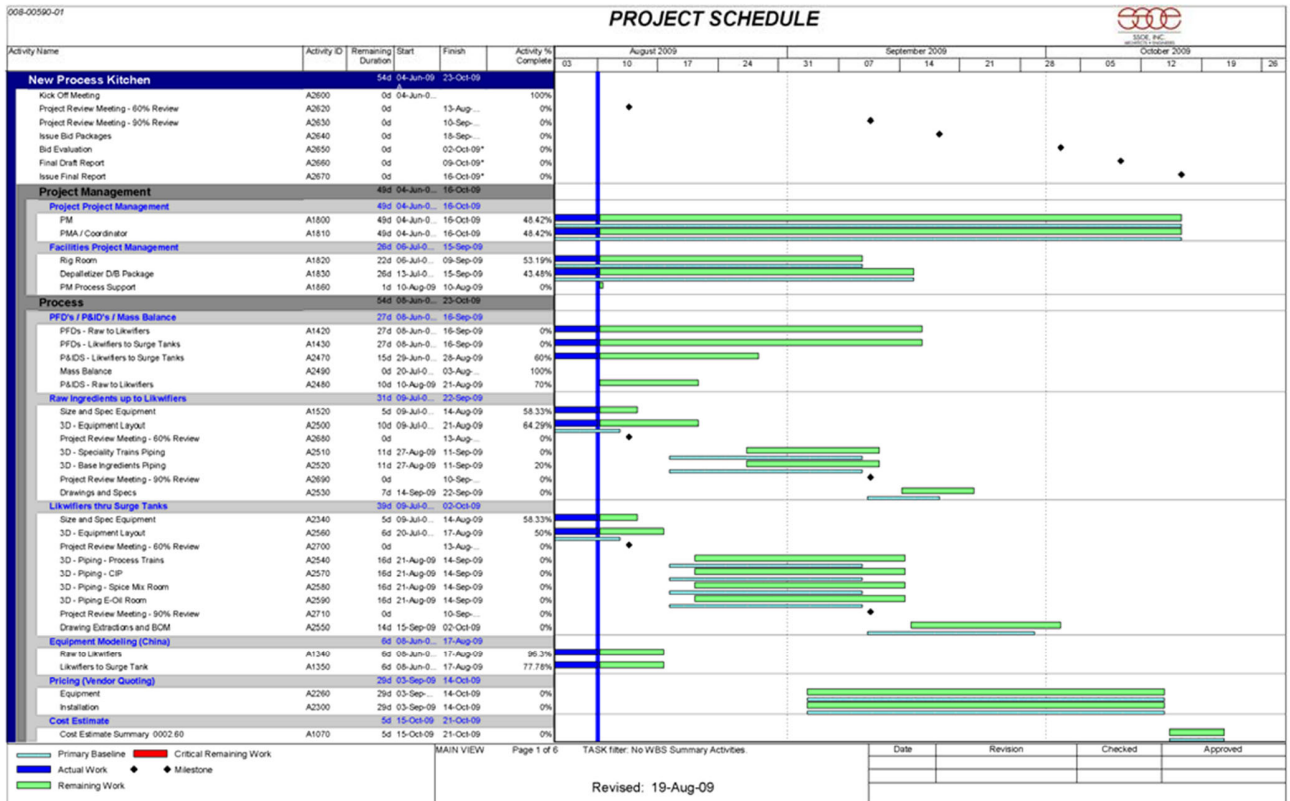 008-00590-01
PROJECT SCHEDULE
SSOE, INC.
ARCHITECTS & ENGINEERS
Activity Name Activity ID Remaining Duration Start Finish Activity % Complete August 2009 September 2009 October 2009
03 10 17 24 31 07 14 21 28 05 12 19 26
New Process Kitchen 54d 04-Jun-09 23-Oct-09
Kick Off Meeting A2600 0d 04-Jun-0... 100%
Project Review Meeting - 60% Review A2620 0d 13-Aug-... 0%
Project Review Meeting - 90% Review A2630 0d 10-Sep-... 0%
Issue Bid Packages A2640 0d 18-Sep-... 0%
Bid Evaluation A2650 0d 02-Oct-09* 0%
Final Draft Report A2660 0d 09-Oct-09* 0%
Issue Final Report A2670 0d 16-Oct-09* 0%
Project Management 49d 04-Jun-0... 16-Oct-09
Project Project Management 49d 04-Jun-0... 16-Oct-09
PM A1800 49d 04-Jun-0... 16-Oct-09 48.42%
PMA / Coordinator A1810 49d 04-Jun-0... 16-Oct-09 48.42%
Facilities Project Management 26d 06-Jul-0... 15-Sep-09
Rig Room A1820 22d 06-Jul-0... 09-Sep-09 53.19%
Depalletizer D/B Package A1830 26d 13-Jul-0... 15-Sep-09 43.48%
PM Process Support A1860 1d 10-Aug-09 10-Aug-09 0%
Process 54d 08-Jun-0... 23-Oct-09
PFD's / P&ID's / Mass Balance 27d 08-Jun-0... 16-Sep-09
PFDs - Raw to Likwifiers A1420 27d 08-Jun-0... 16-Sep-09 0%
PFDs - Likwifiers to Surge Tanks A1430 27d 08-Jun-0... 16-Sep-09 0%
P&IDS - Likwifiers to Surge Tanks A2470 15d 29-Jun-0... 28-Aug-09 60%
Mass Balance A2490 0d 20-Jul-0... 03-Aug-... 100%
P&IDS - Raw to Likwifiers A2480 10d 10-Aug-09 21-Aug-09 70%
Raw Ingredients up to Likwifiers 31d 09-Jul-0... 22-Sep-09
Size and Spec Equipment A1520 5d 09-Jul-0... 14-Aug-09 58.33%
3D - Equipment Layout A2500 10d 09-Jul-0... 21-Aug-09 64.29%
Project Review Meeting - 60% Review A2680 0d 13-Aug-... 0%
3D - Speciality Trains Piping A2510 11d 27-Aug-09 11-Sep-09 0%
3D - Base Ingredients Piping A2520 11d 27-Aug-09 11-Sep-09 20%
Project Review Meeting - 90% Review A2690 0d 10-Sep-... 0%
Drawings and Specs A2530 7d 14-Sep-09 22-Sep-09 0%
Likwifiers thru Surge Tanks 39d 09-Jul-0... 02-Oct-09
Size and Spec Equipment A2340 5d 09-Jul-0... 14-Aug-09 58.33%
3D - Equipment Layout A2560 6d 20-Jul-0... 17-Aug-09 50%
Project Review Meeting - 60% Review A2700 0d 13-Aug-... 0%
3D - Piping - Process Trains A2540 16d 21-Aug-09 14-Sep-09 0%
3D - Piping - CIP A2570 16d 21-Aug-09 14-Sep-09 0%
3D - Piping - Spice Mix Room A2580 16d 21-Aug-09 14-Sep-09 0%
3D - Piping E-Oil Room A2590 16d 21-Aug-09 14-Sep-09 0%
Project Review Meeting - 90% Review A2710 0d 10-Sep-... 0%
Drawing Extractions and BOM A2550 14d 15-Sep-09 02-Oct-09 0%
Equipment Modeling (China) 6d 08-Jun-0... 17-Aug-09
Raw to Likwifiers A1340 6d 08-Jun-0... 17-Aug-09 96.3%
Likwifiers to Surge Tank A1350 6d 08-Jun-0... 17-Aug-09 77.78%
Pricing (Vendor Quoting) 29d 03-Sep-09 14-Oct-09
Equipment A2260 29d 03-Sep-... 14-Oct-09 0%
Installation A2300 29d 03-Sep-09 14-Oct-09 0%
Cost Estimate 5d 15-Oct-09 21-Oct-09
Cost Estimate Summary 0002.60 A1070 5d 15-Oct-09 21-Oct-09 0%
Primary Baseline Critical Remaining Work MAIN VIEW Page 1 of 6 TASK filter: No WBS Summary Activities. Date Revision Checked Approved
Actual Work Milestone
Remaining Work Revised: 19-Aug-09